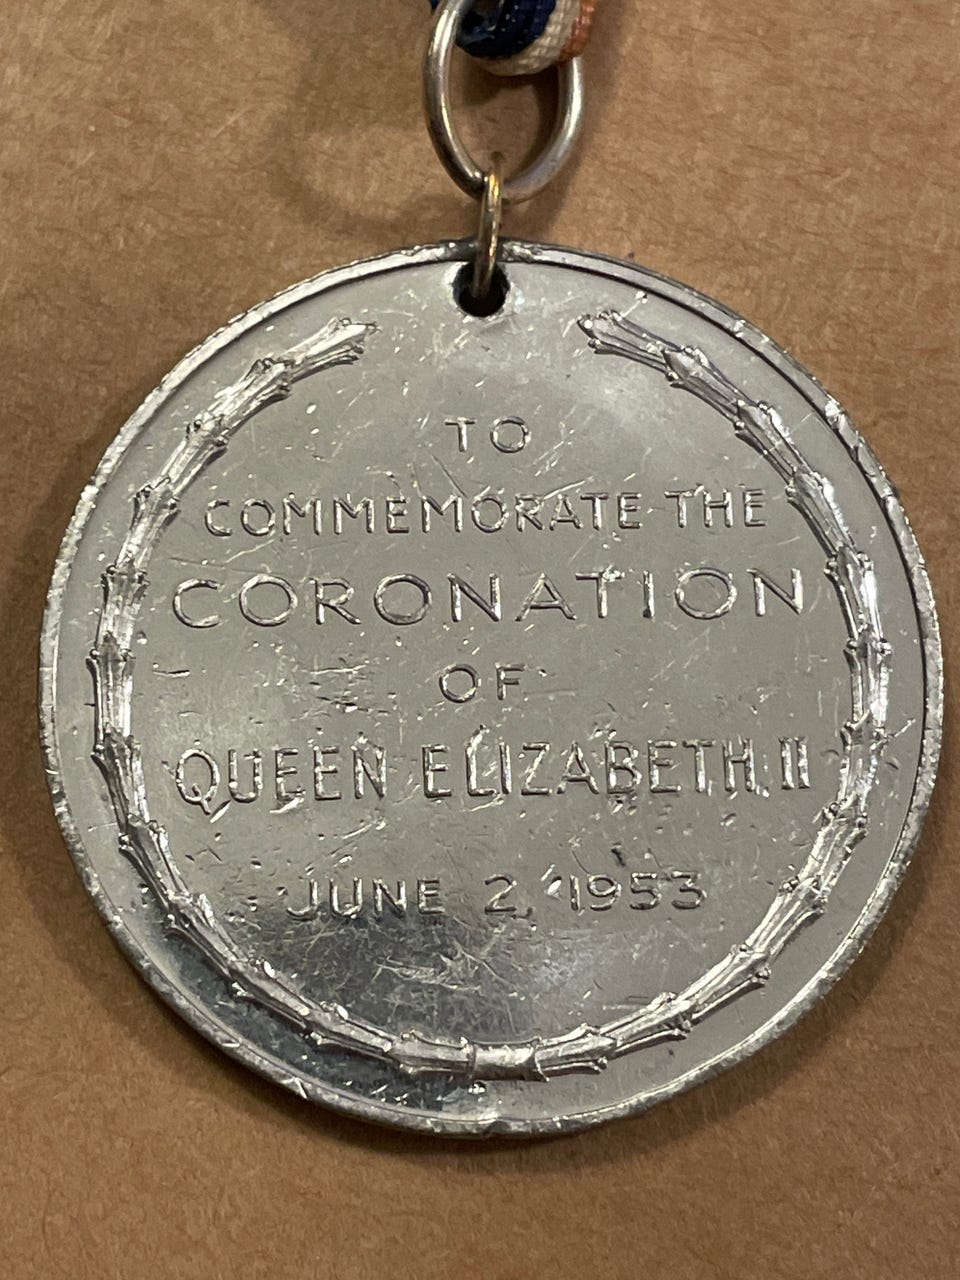 TO
COMMEMORATE THE
CORONATION
OF
QUEEN ELIZABETH II
JUNE 2, 1953